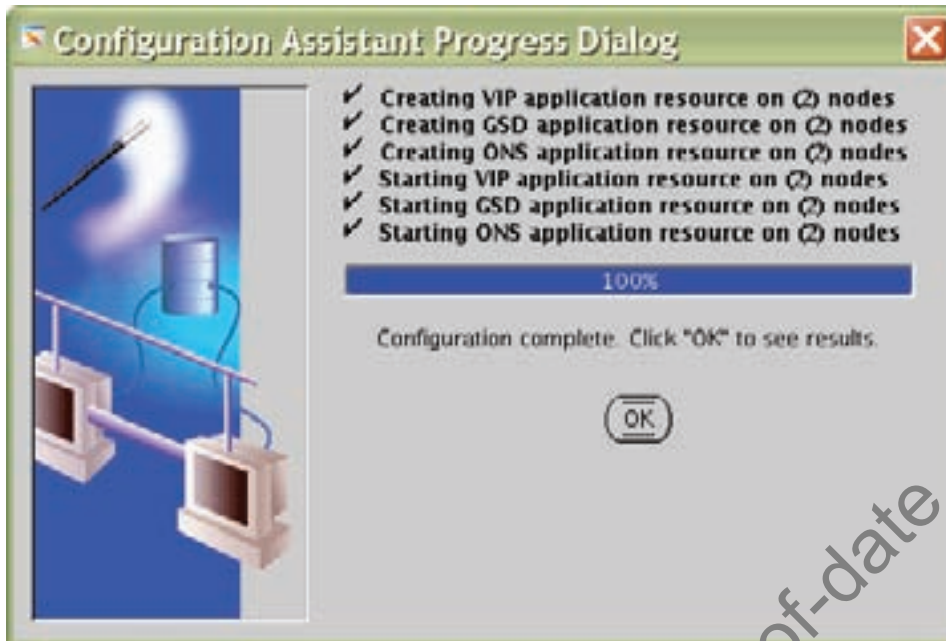 Configuration Assistant Progress Dialog
✔ Creating VIP application resource on (2) nodes
✔ Creating GSD application resource on (2) nodes
✔ Creating ONS application resource on (2) nodes
✔ Starting VIP application resource on (2) nodes
✔ Starting GSD application resource on (2) nodes
✔ Starting ONS application resource on (2) nodes
100%
Configuration complete. Click "OK" to see results.
OK
of-date